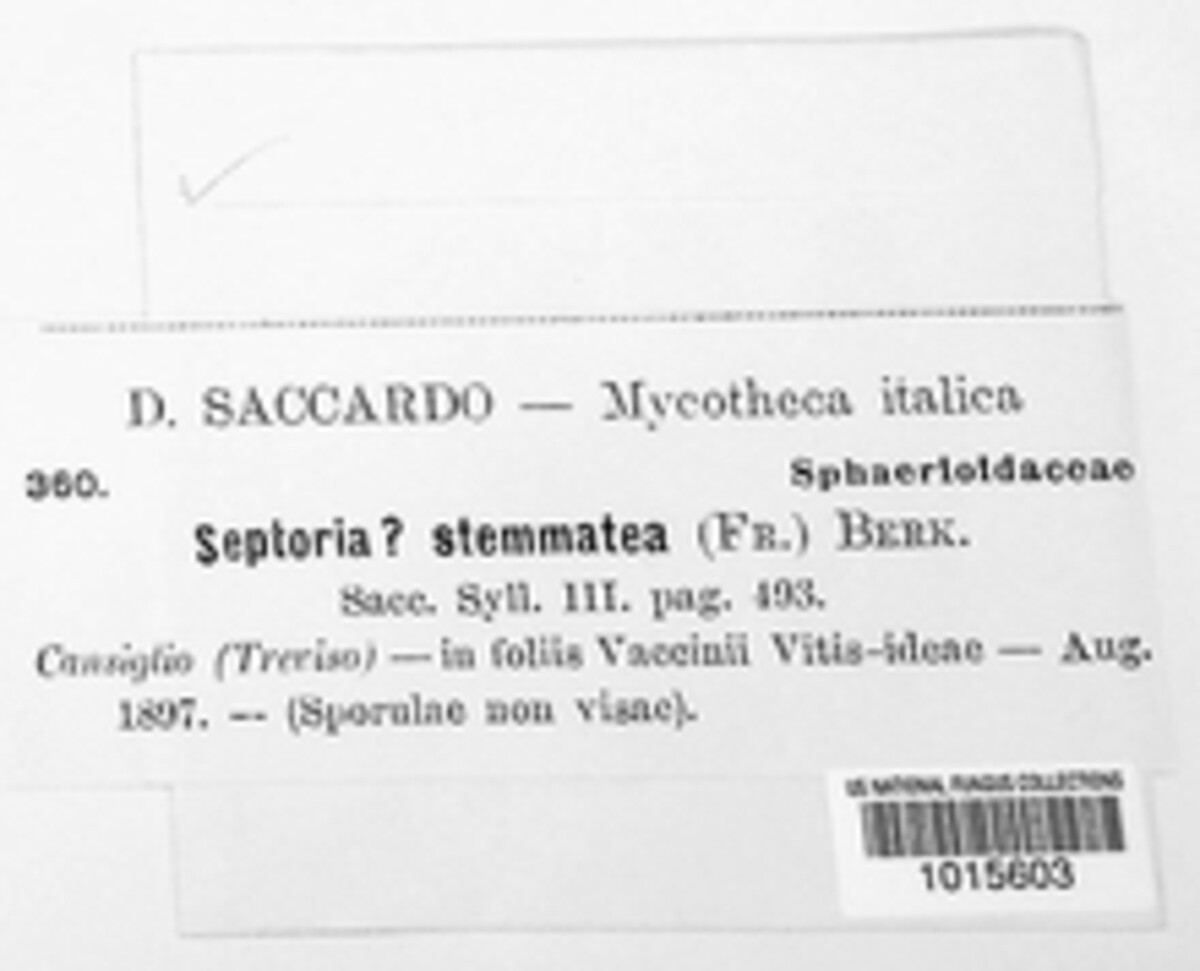 D. SACCARDO — Mycotheca italica
360.
Sphaerioidaceae
Septoria? stemmatea (FR.) BERK.
Sacc. Syll. III. pag. 493.
Cansiglio (Treviso) — in foliis Vaccinii Vitis-ideae — Aug.
1897. — (Sporulae non visae).
US NATIONAL FUNGUS COLLECTIONS
1015603